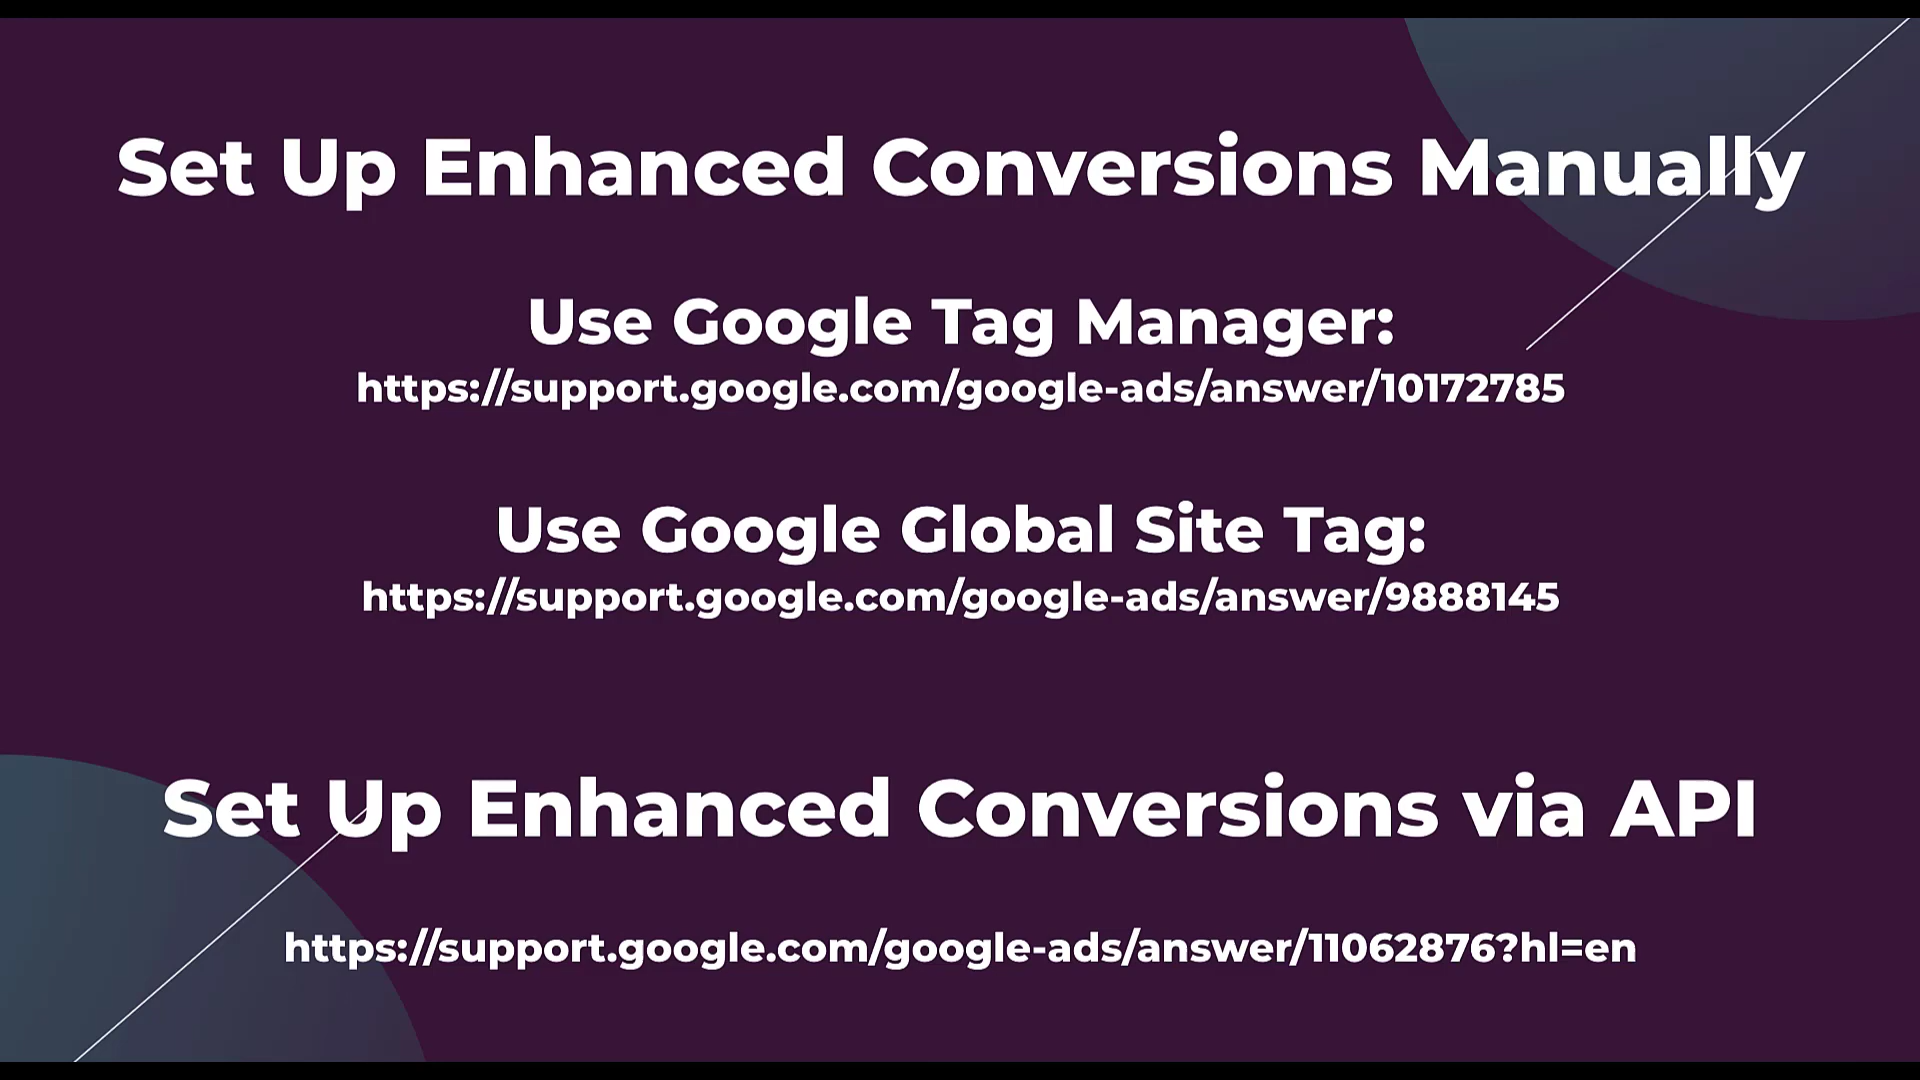 Set Up Enhanced Conversions Manually
Use Google Tag Manager:
https://support.google.com/google-ads/answer/10172785
Use Google Global Site Tag:
https://support.google.com/google-ads/answer/9888145
Set Up Enhanced Conversions via API
https://support.google.com/google-ads/answer/11062876?hl=en